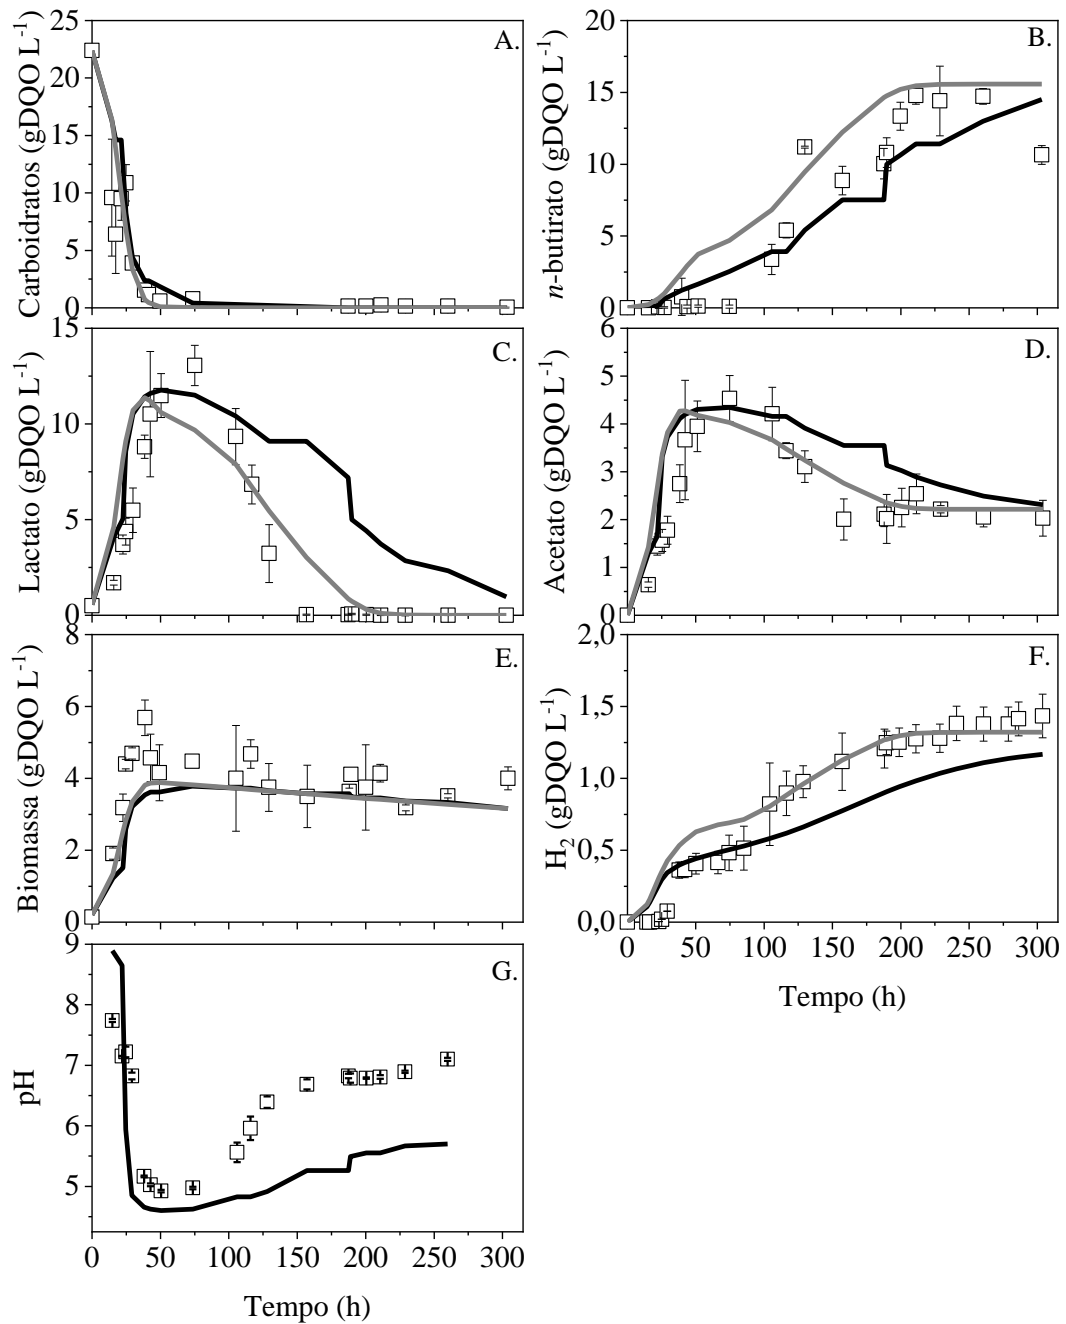 A.
Carboidratos (gDQO L⁻¹)
25
20
15
10
5
0
B.
n-butirato (gDQO L⁻¹)
20
15
10
5
0
C.
Lactato (gDQO L⁻¹)
15
10
5
0
D.
Acetato (gDQO L⁻¹)
6
5
4
3
2
1
0
E.
Biomassa (gDQO L⁻¹)
8
6
4
2
0
F.
H₂ (gDQO L⁻¹)
2,0
1,5
1,0
0,5
0,0
0 50 100 150 200 250 300
Tempo (h)
G.
pH
9
8
7
6
5
0 50 100 150 200 250 300
Tempo (h)